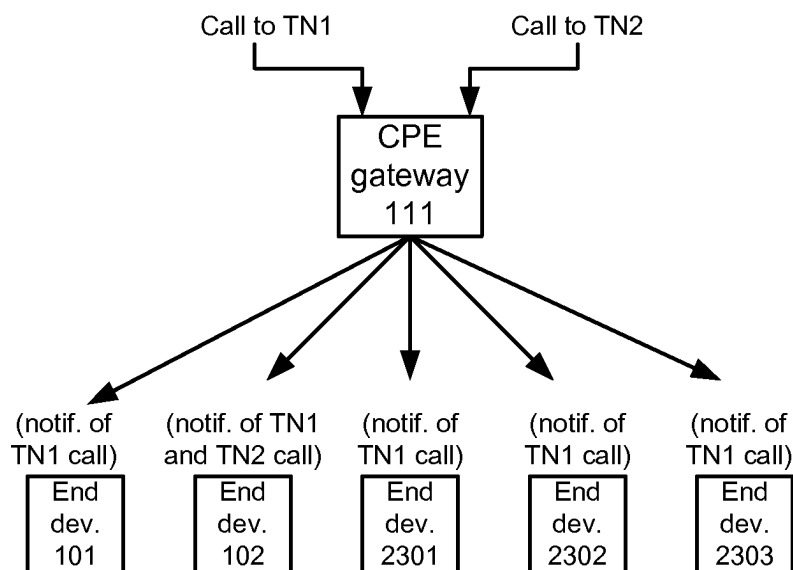 Call to TN1
Call to TN2
CPE
gateway
111
(notif. of
TN1 call)
(notif. of TN1
and TN2 call)
(notif. of
TN1 call)
(notif. of
TN1 call)
(notif. of
TN1 call)
End
dev.
101
End
dev.
102
End
dev.
2301
End
dev.
2302
End
dev.
2303